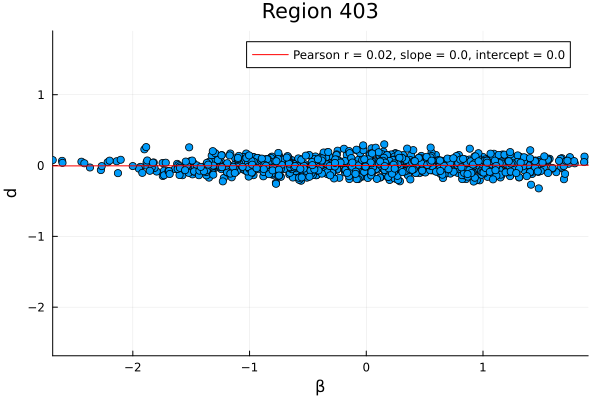 Region 403
Pearson r = 0.02, slope = 0.0, intercept = 0.0
1
0
−1
−2
d
−2 −1 0 1
β